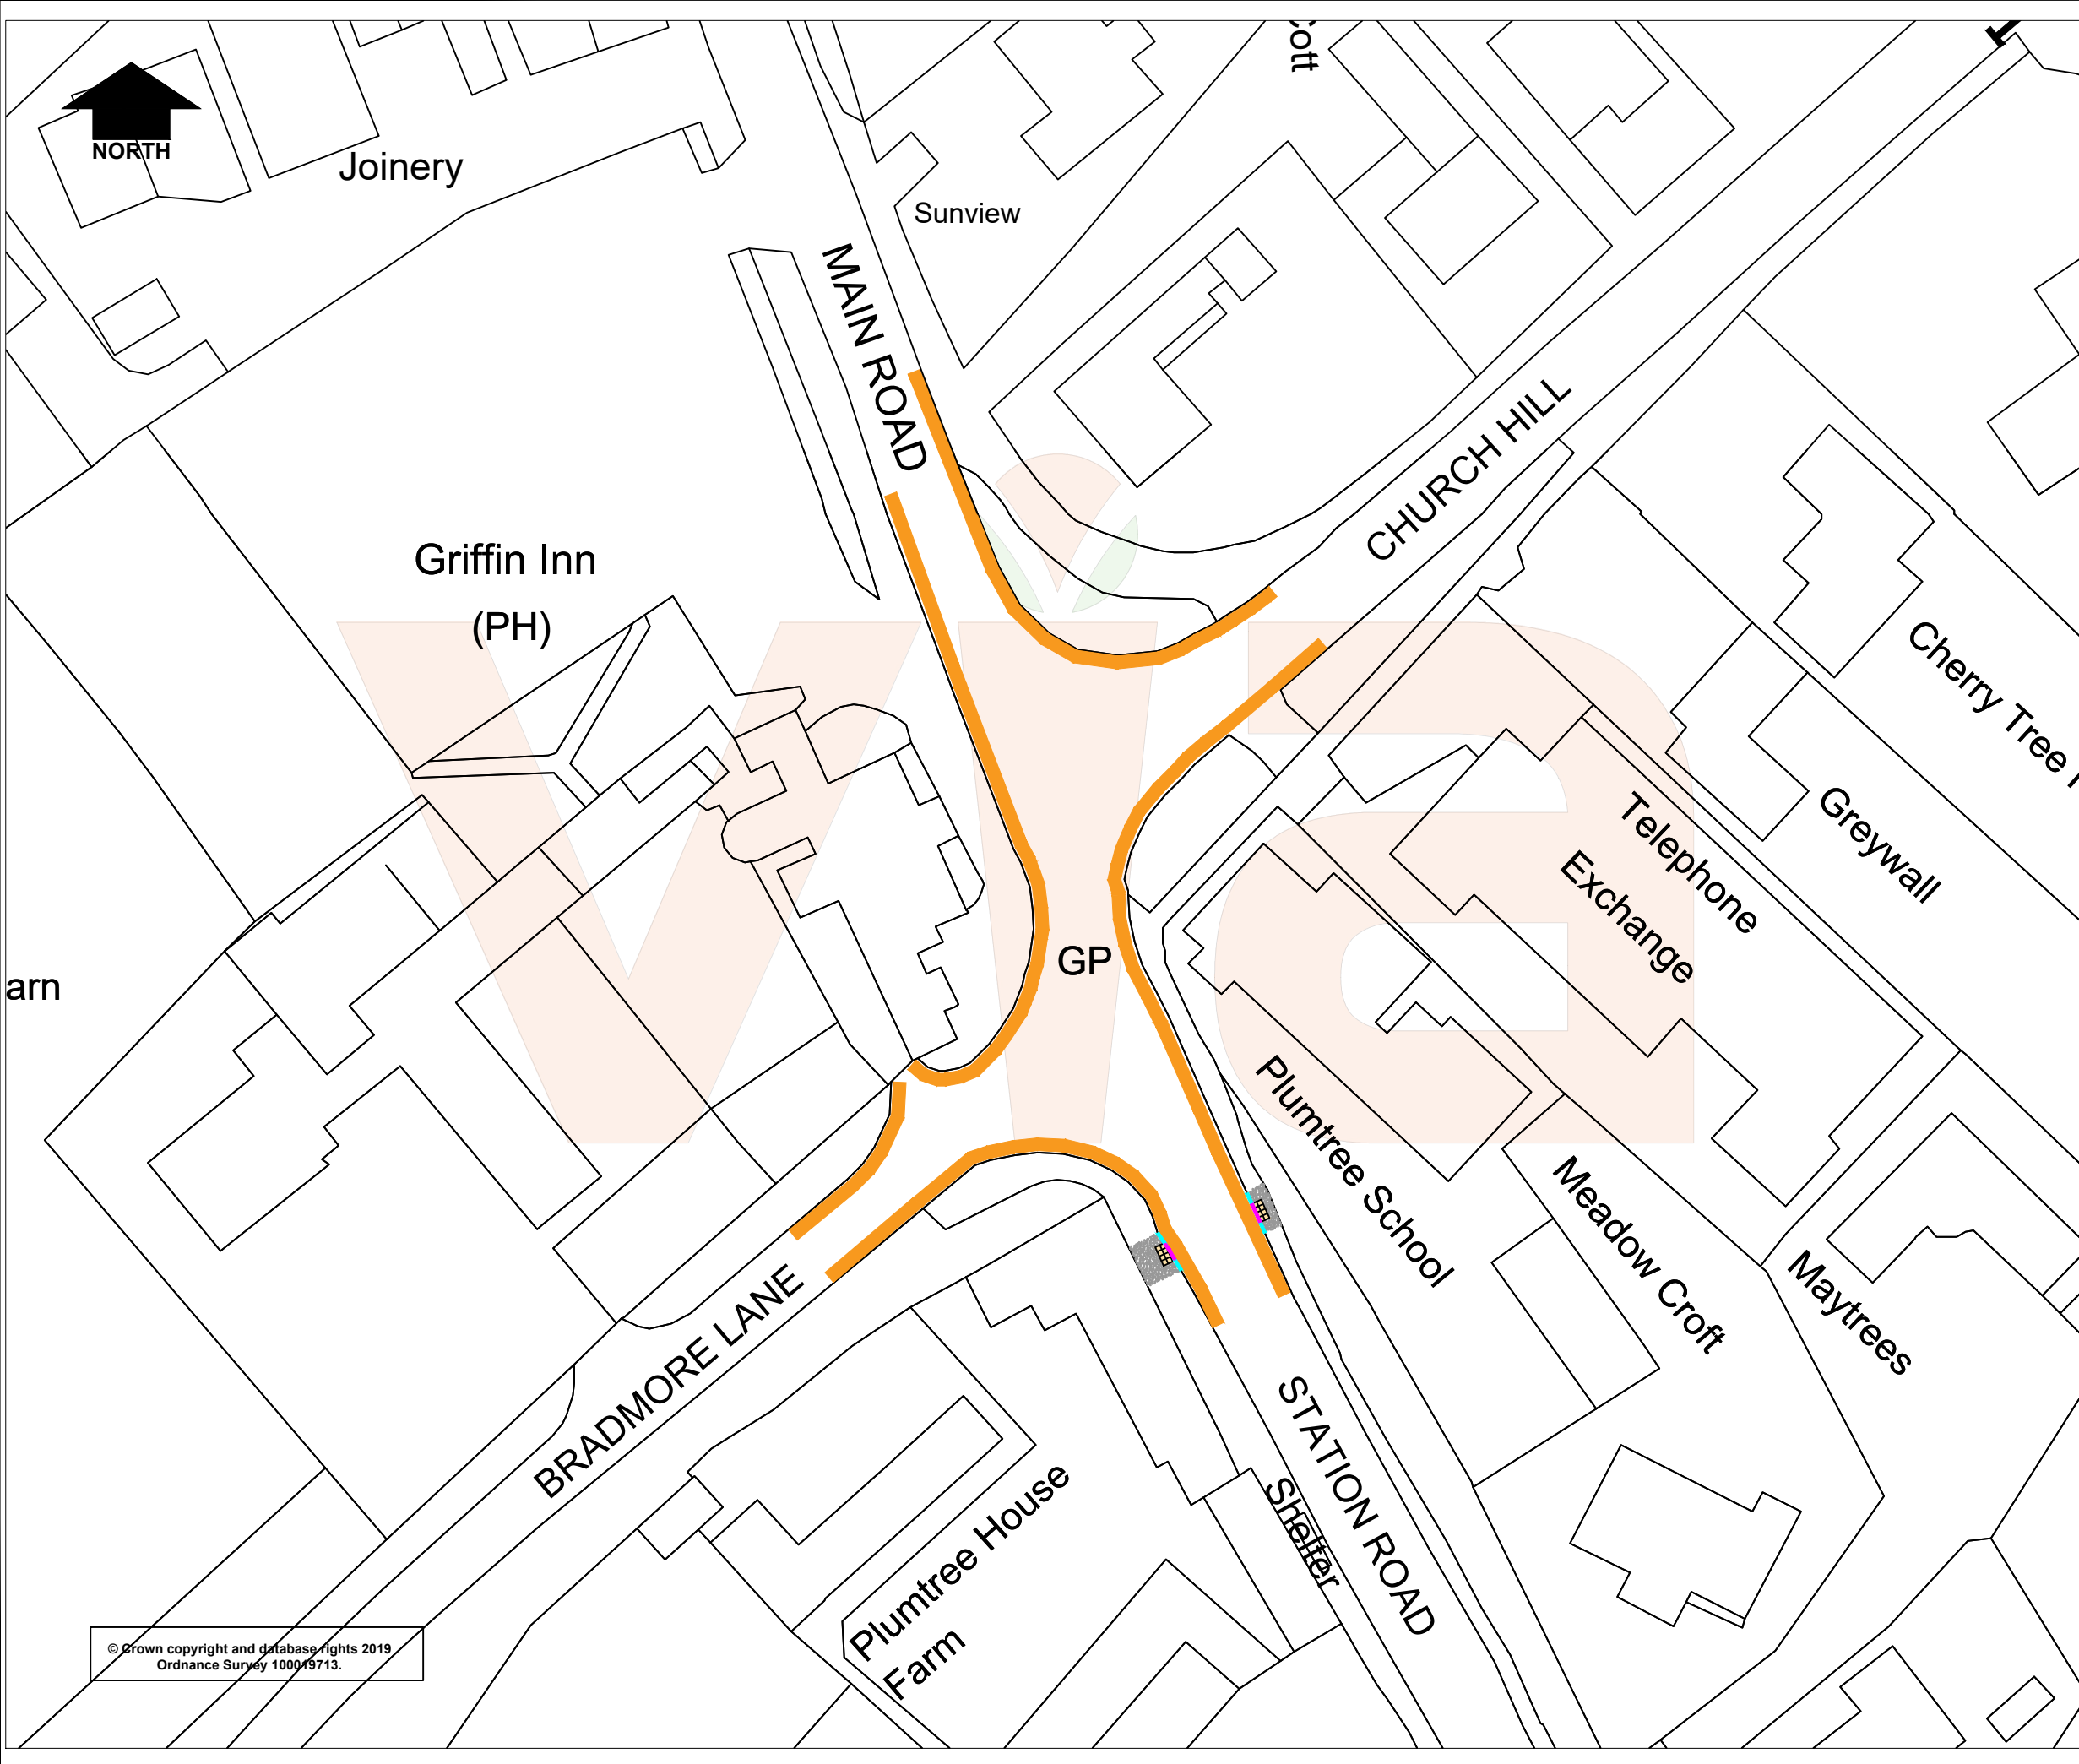 NORTH
Joinery
Sunview
MAIN ROAD
CHURCH HILL
Griffin Inn
(PH)
Cherry Tree
Greywall
Telephone
Exchange
GP
arn
Plumtree School
Meadow Croft
Maytrees
BRADMORE LANE
STATION ROAD
Shelter
Plumtree House
Farm
© Crown copyright and database rights 2019
Ordnance Survey 100019713.